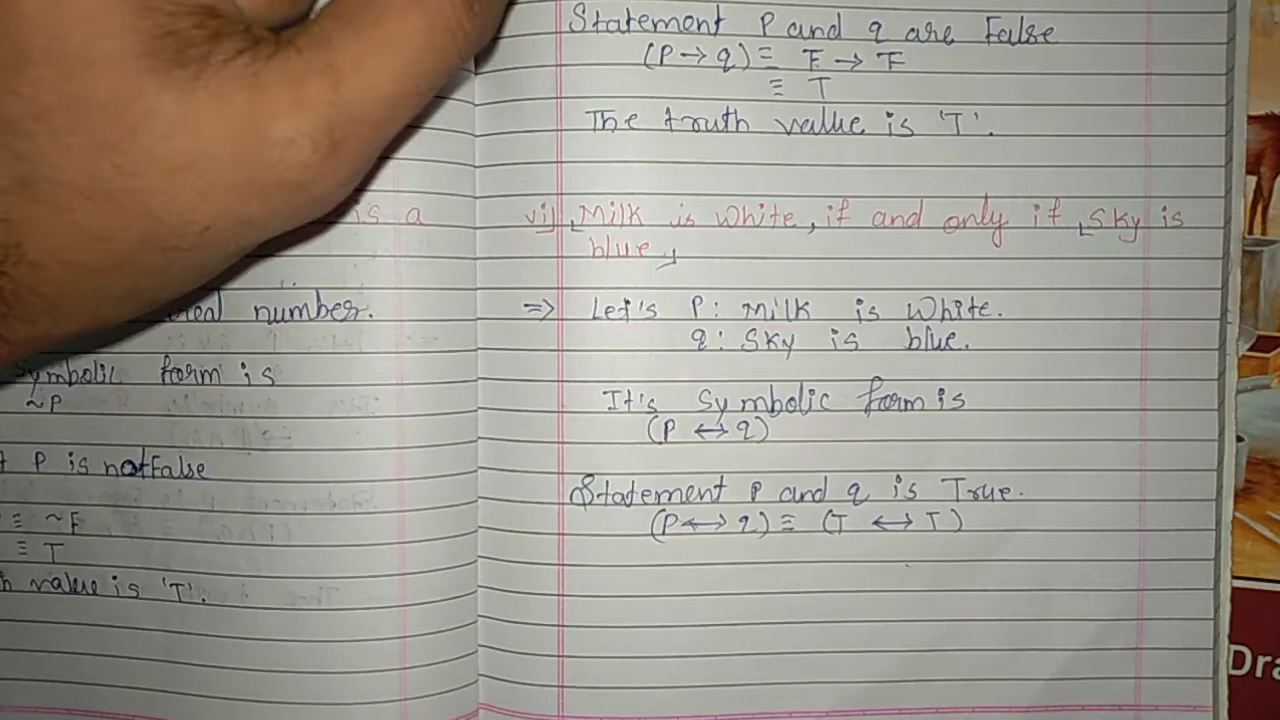 is a
real number.
Symbolic form is
~P
P is not False
≡ ~F
≡ T
value is 'T'.
Statement P and q are False
(P → q) ≡ F → F
≡ T
The truth value is 'T'.
vi) Milk is White, if and only if Sky is
blue
=> Let's P: Milk is White.
q: Sky is blue.
It's Symbolic form is
(P ↔ q)
Statement P and q is True.
(P ↔ q) ≡ (T ↔ T)
Dra